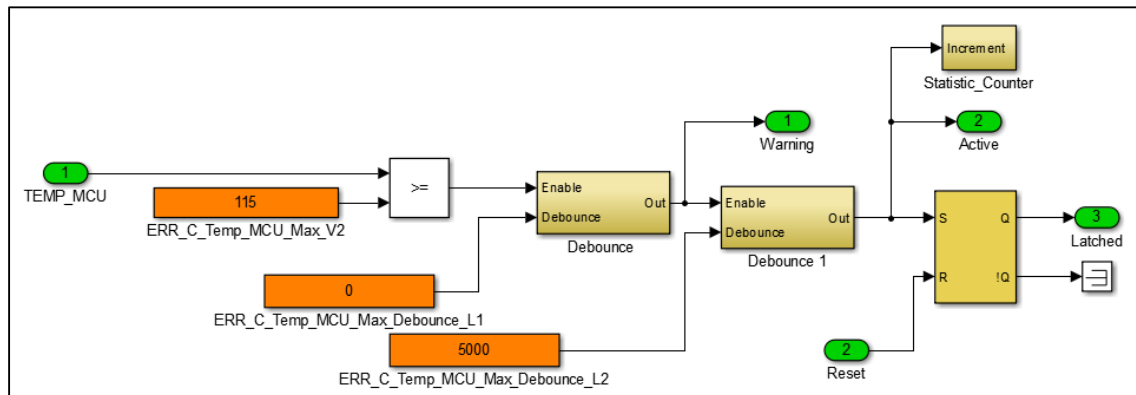 Increment
Statistic_Counter
1
Warning
2
Active
1
TEMP_MCU
>=
115
ERR_C_Temp_MCU_Max_V2
Enable
Debounce
Out
Debounce
Enable
Debounce
Out
Debounce 1
S
R
Q
!Q
3
Latched
0
ERR_C_Temp_MCU_Max_Debounce_L1
5000
ERR_C_Temp_MCU_Max_Debounce_L2
2
Reset